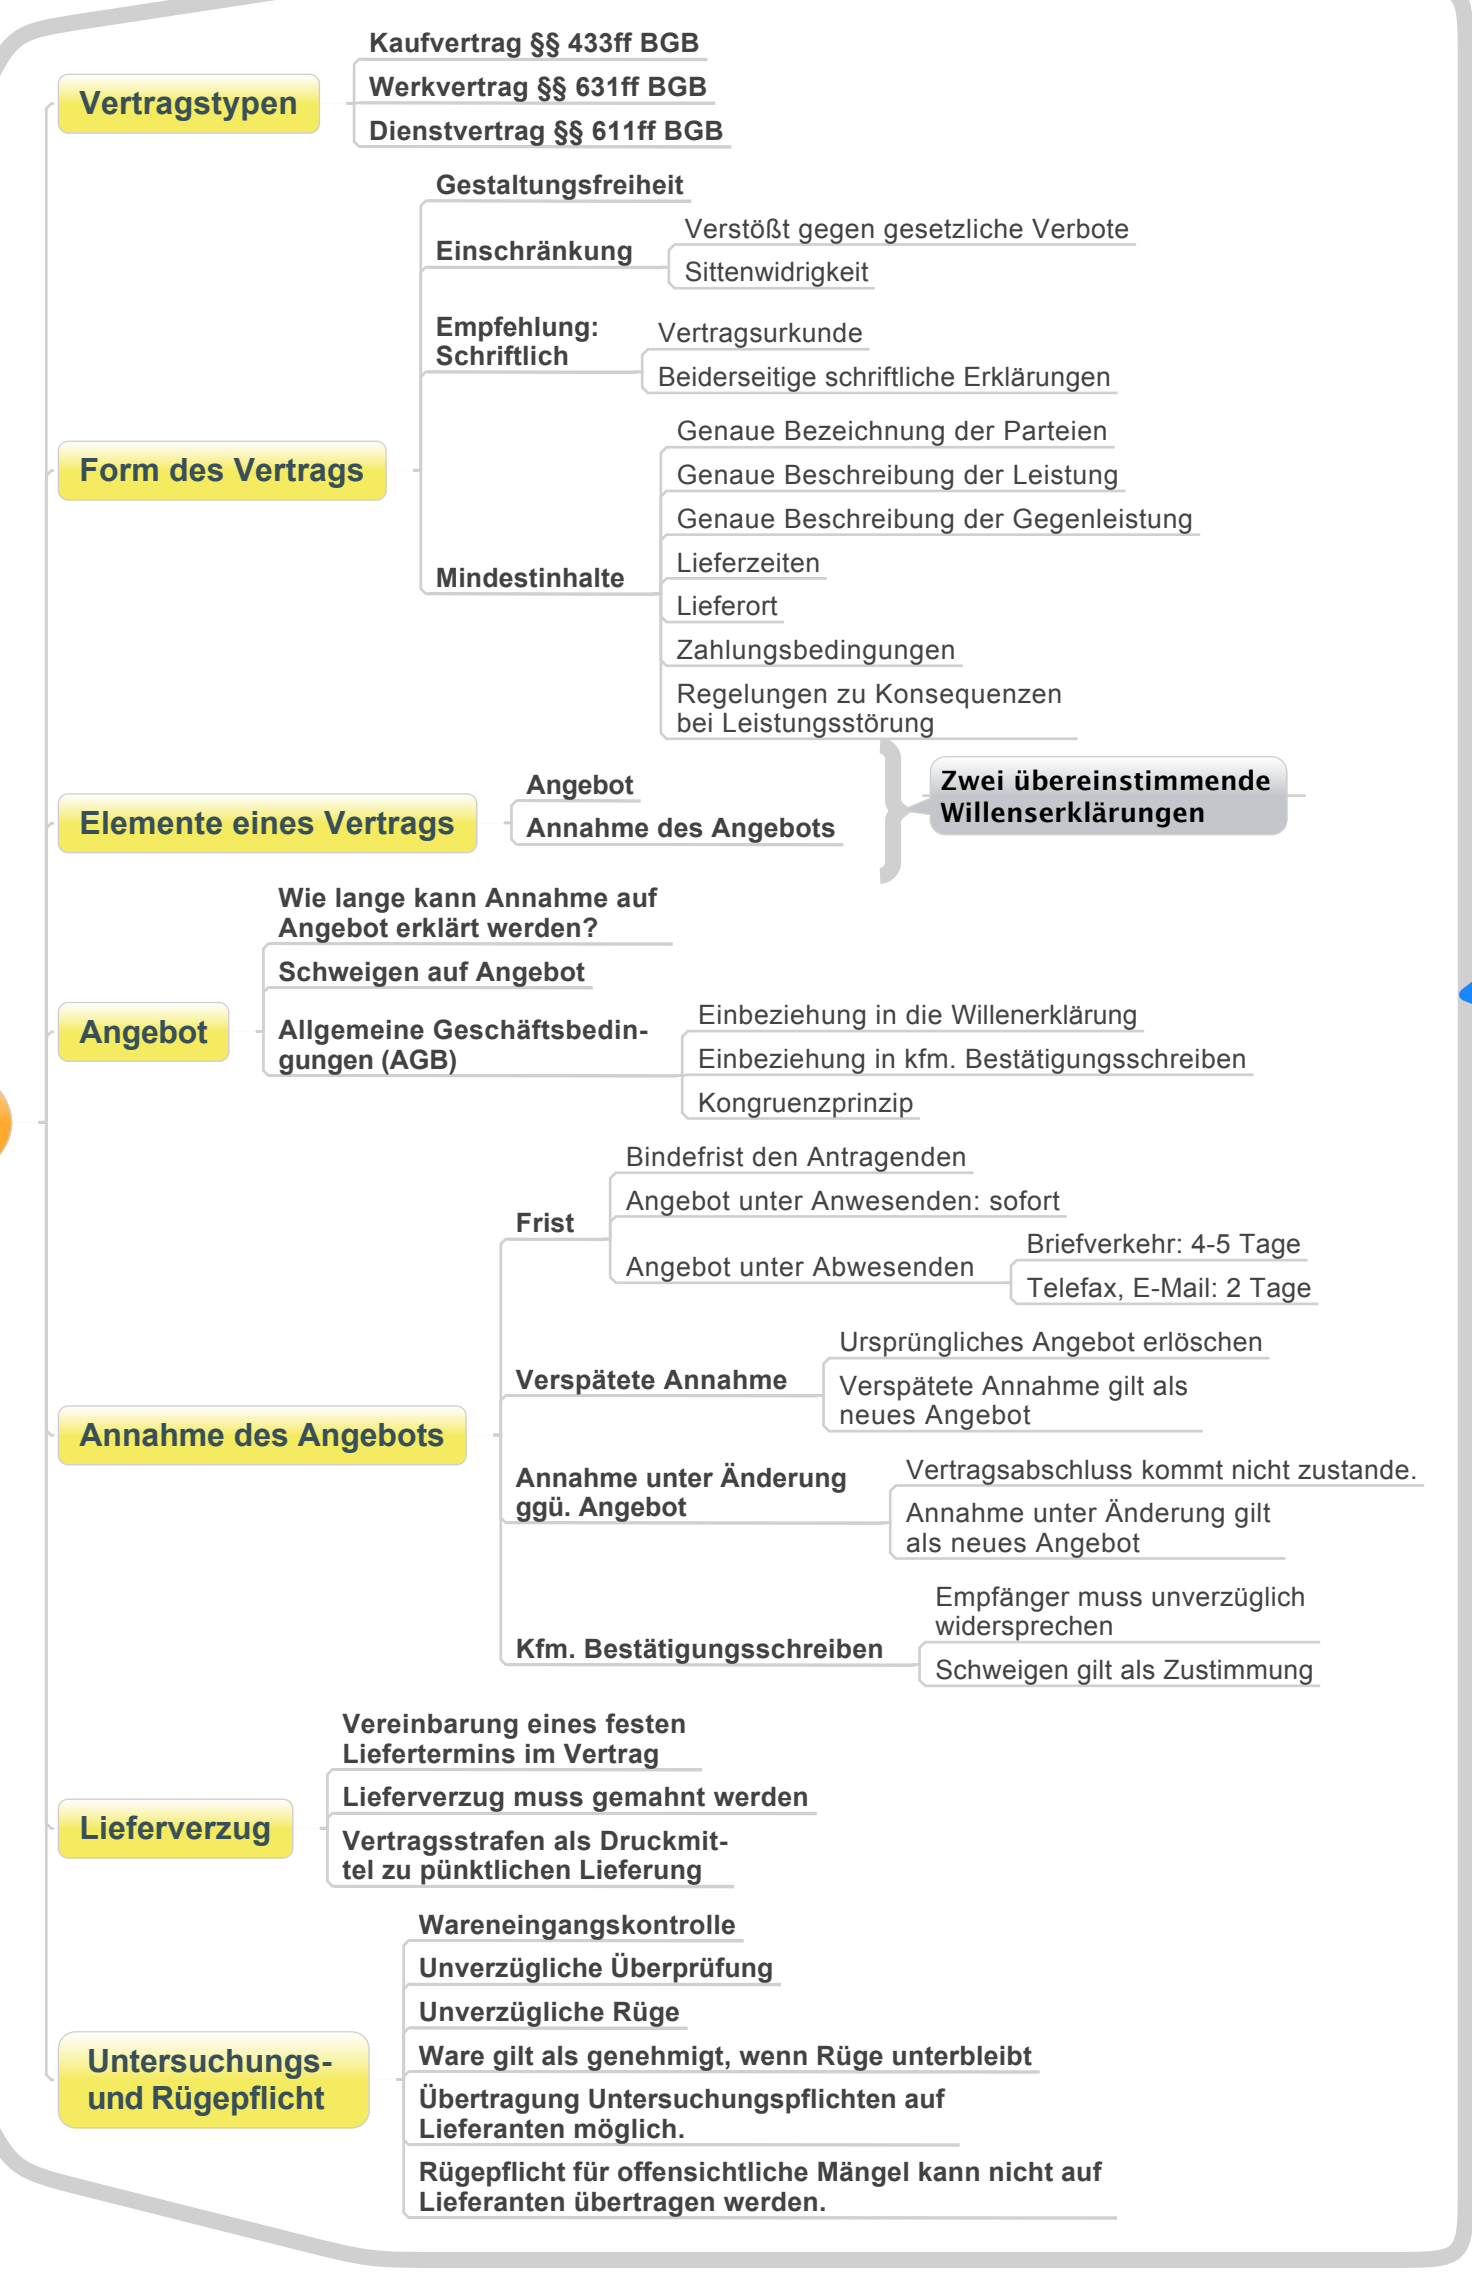 Vertragstypen
Kaufvertrag §§ 433ff BGB
Werkvertrag §§ 631ff BGB
Dienstvertrag §§ 611ff BGB
Form des Vertrags
Gestaltungsfreiheit
Einschränkung
Verstößt gegen gesetzliche Verbote
Sittenwidrigkeit
Empfehlung:
Schriftlich
Vertragsurkunde
Beiderseitige schriftliche Erklärungen
Mindestinhalte
Genaue Bezeichnung der Parteien
Genaue Beschreibung der Leistung
Genaue Beschreibung der Gegenleistung
Lieferzeiten
Lieferort
Zahlungsbedingungen
Regelungen zu Konsequenzen
bei Leistungsstörung
Elemente eines Vertrags
Angebot
Annahme des Angebots
Zwei übereinstimmende
Willenserklärungen
Angebot
Wie lange kann Annahme auf
Angebot erklärt werden?
Schweigen auf Angebot
Allgemeine Geschäftsbedin-
gungen (AGB)
Einbeziehung in die Willenerklärung
Einbeziehung in kfm. Bestätigungsschreiben
Kongruenzprinzip
Annahme des Angebots
Frist
Bindefrist den Antragenden
Angebot unter Anwesenden: sofort
Angebot unter Abwesenden
Briefverkehr: 4-5 Tage
Telefax, E-Mail: 2 Tage
Verspätete Annahme
Ursprüngliches Angebot erlöschen
Verspätete Annahme gilt als
neues Angebot
Annahme unter Änderung
ggü. Angebot
Vertragsabschluss kommt nicht zustande.
Annahme unter Änderung gilt
als neues Angebot
Kfm. Bestätigungsschreiben
Empfänger muss unverzüglich
widersprechen
Schweigen gilt als Zustimmung
Lieferverzug
Vereinbarung eines festen
Liefertermins im Vertrag
Lieferverzug muss gemahnt werden
Vertragsstrafen als Druckmit-
tel zu pünktlichen Lieferung
Untersuchungs-
und Rügepflicht
Wareneingangskontrolle
Unverzügliche Überprüfung
Unverzügliche Rüge
Ware gilt als genehmigt, wenn Rüge unterbleibt
Übertragung Untersuchungspflichten auf
Lieferanten möglich.
Rügepflicht für offensichtliche Mängel kann nicht auf
Lieferanten übertragen werden.